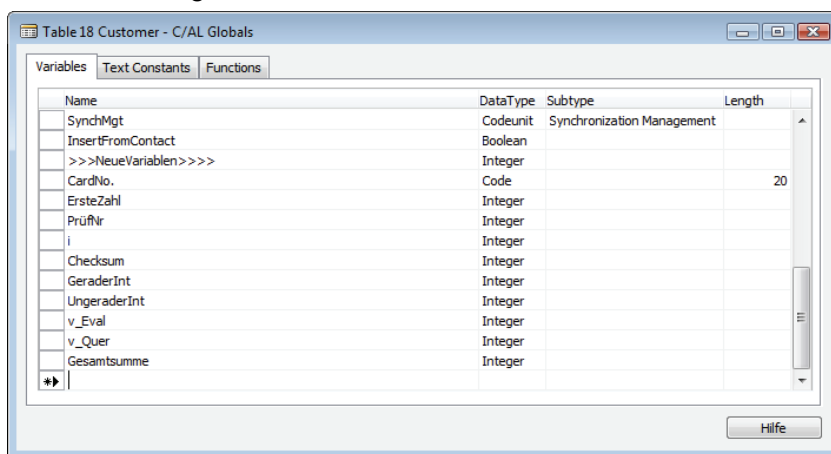 Table 18 Customer - C/AL Globals
Variables Text Constants Functions
Name DataType Subtype Length
SynchMgt Codeunit Synchronization Management
InsertFromContact Boolean
>>>NeueVariablen>>>> Integer
CardNo. Code 20
ErsteZahl Integer
PrüfNr Integer
i Integer
Checksum Integer
GeraderInt Integer
UngeraderInt Integer
v_Eval Integer
v_Quer Integer
Gesamtsumme Integer
Hilfe